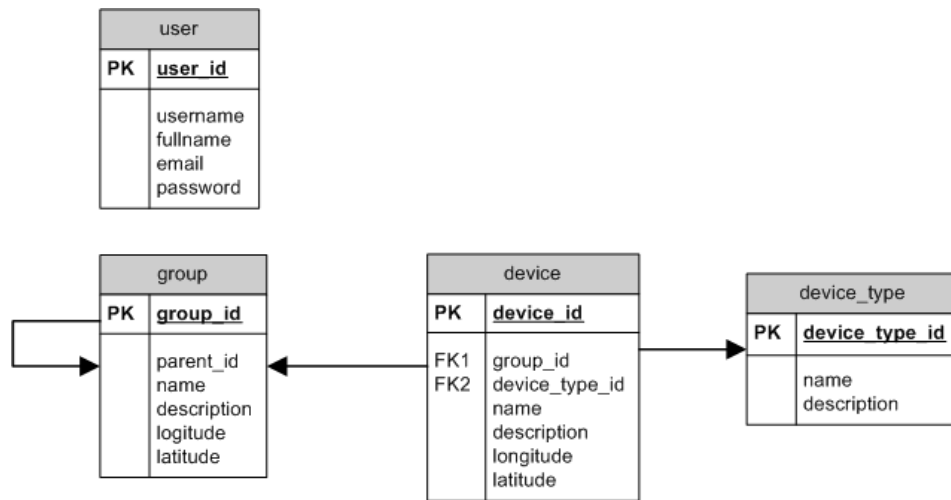 user
PK user_id
username
fullname
email
password
group
PK group_id
parent_id
name
description
logitude
latitude
device
PK device_id
FK1 group_id
FK2 device_type_id
name
description
longitude
latitude
device_type
PK device_type_id
name
description